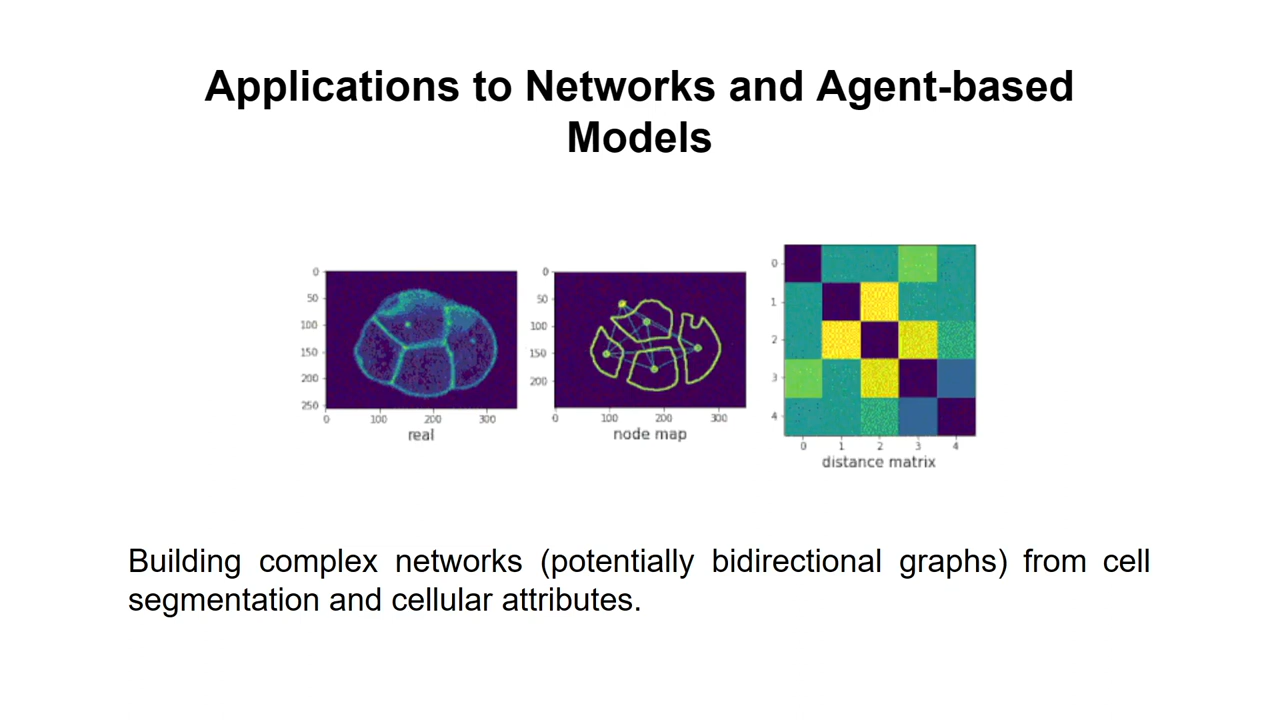 Applications to Networks and Agent-based
Models
0
50
100
150
200
250
0 100 200 300
real
0
50
100
150
200
0 100 200 300
node map
0
1
2
3
4
0 1 2 3 4
distance matrix
Building complex networks (potentially bidirectional graphs) from cell
segmentation and cellular attributes.